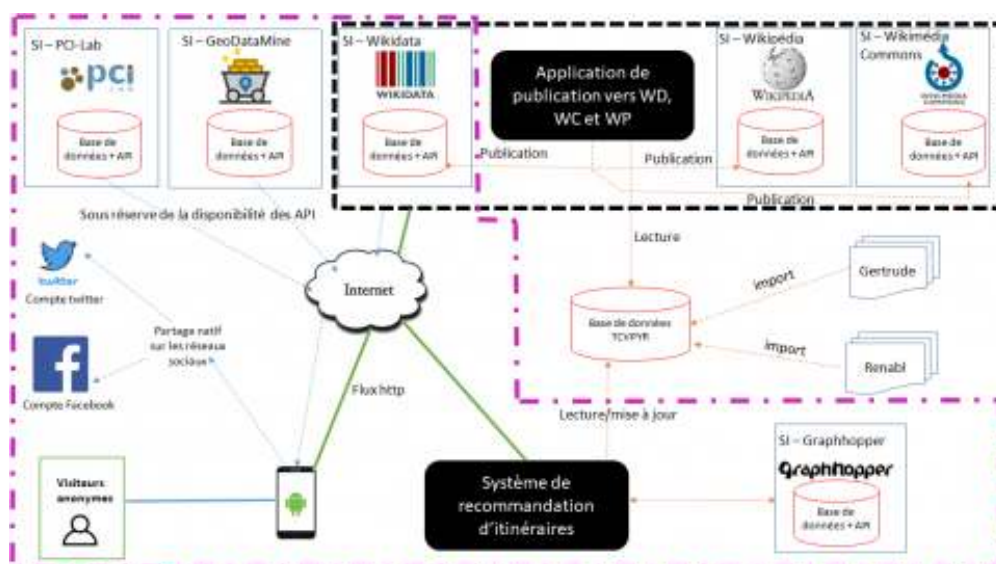 SI – PCI-Lab
pci
LAB
Base de
données + API
SI – GeoDataMine
Base de
données + API
SI – Wikidata
WIKIDATA
Base de
données + API
Application de
publication vers WD,
WC et WP
SI – Wikipédia
WIKIPEDIA
Base de
données + API
SI – Wikimédia
Commons
WIKIMEDIA
COMMONS
Base de
données + API
Publication
Publication
Publication
Sous réserve de la disponibilité des API
Lecture
twitter
Compte twitter
Internet
Gertrude
import
Base de données
TCVPYR
Partage natif
sur les réseaux
sociaux
import
Renabl
Compte Facebook
Flux http
Lecture/mise à jour
Visiteurs
anonymes
Système de
recommandation
d'itinéraires
SI – Graphhopper
GraphHopper
Base de
données + API